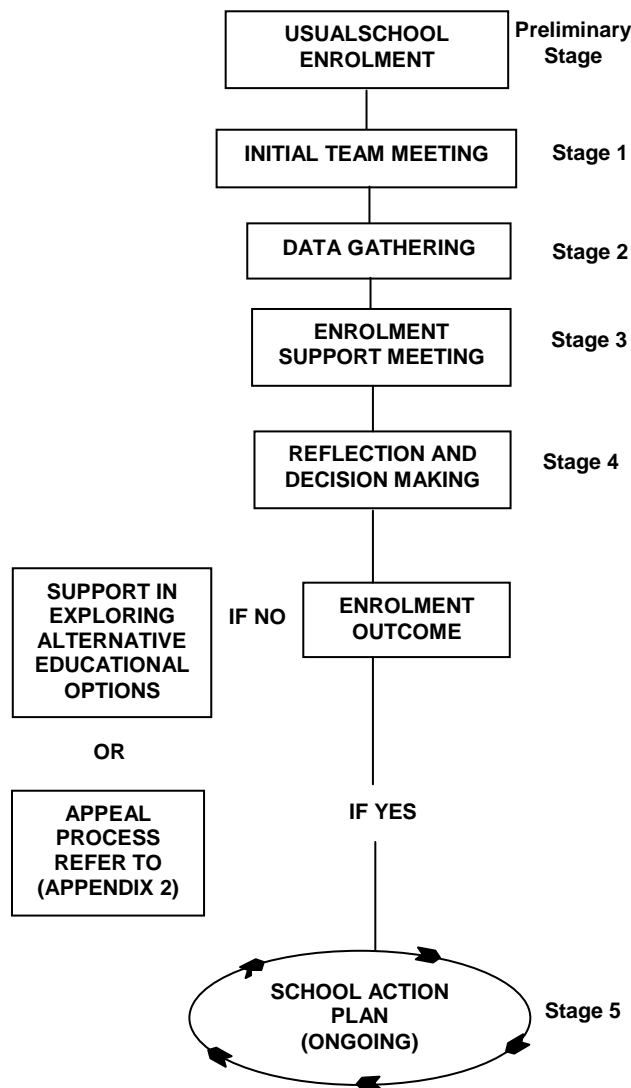 USUALSCHOOL
ENROLMENT
Preliminary
Stage
INITIAL TEAM MEETING
Stage 1
DATA GATHERING
Stage 2
ENROLMENT
SUPPORT MEETING
Stage 3
REFLECTION AND
DECISION MAKING
Stage 4
SUPPORT IN
EXPLORING
ALTERNATIVE
EDUCATIONAL
OPTIONS
IF NO
ENROLMENT
OUTCOME
OR
APPEAL
PROCESS
REFER TO
(APPENDIX 2)
IF YES
SCHOOL ACTION
PLAN
(ONGOING)
Stage 5